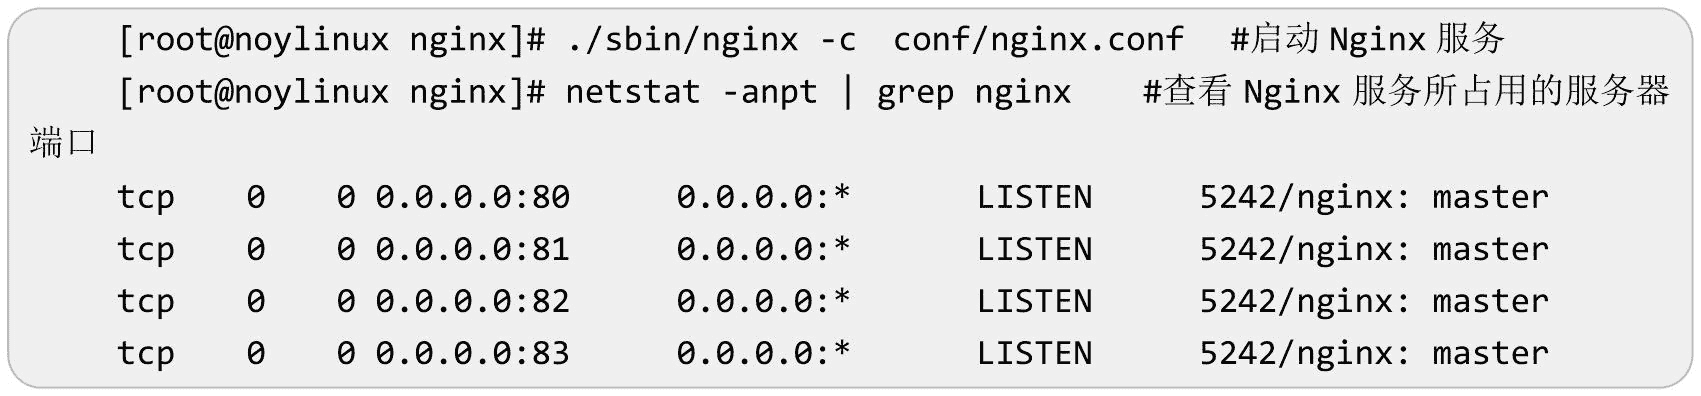 [root@noylinux nginx]# ./sbin/nginx -c  conf/nginx.conf  #启动 Nginx 服务
[root@noylinux nginx]# netstat -anpt | grep nginx    #查看 Nginx 服务所占用的服务器
端口
tcp    0    0 0.0.0.0:80      0.0.0.0:*       LISTEN      5242/nginx: master
tcp    0    0 0.0.0.0:81      0.0.0.0:*       LISTEN      5242/nginx: master
tcp    0    0 0.0.0.0:82      0.0.0.0:*       LISTEN      5242/nginx: master
tcp    0    0 0.0.0.0:83      0.0.0.0:*       LISTEN      5242/nginx: master